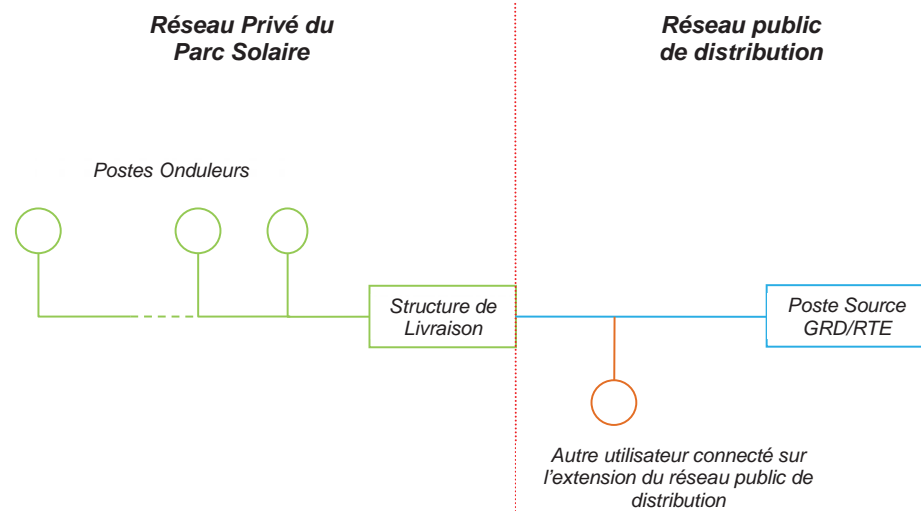 Réseau Privé du
Parc Solaire
Réseau public
de distribution
Postes Onduleurs
Structure de
Livraison
Poste Source
GRD/RTE
Autre utilisateur connecté sur
l'extension du réseau public de
distribution